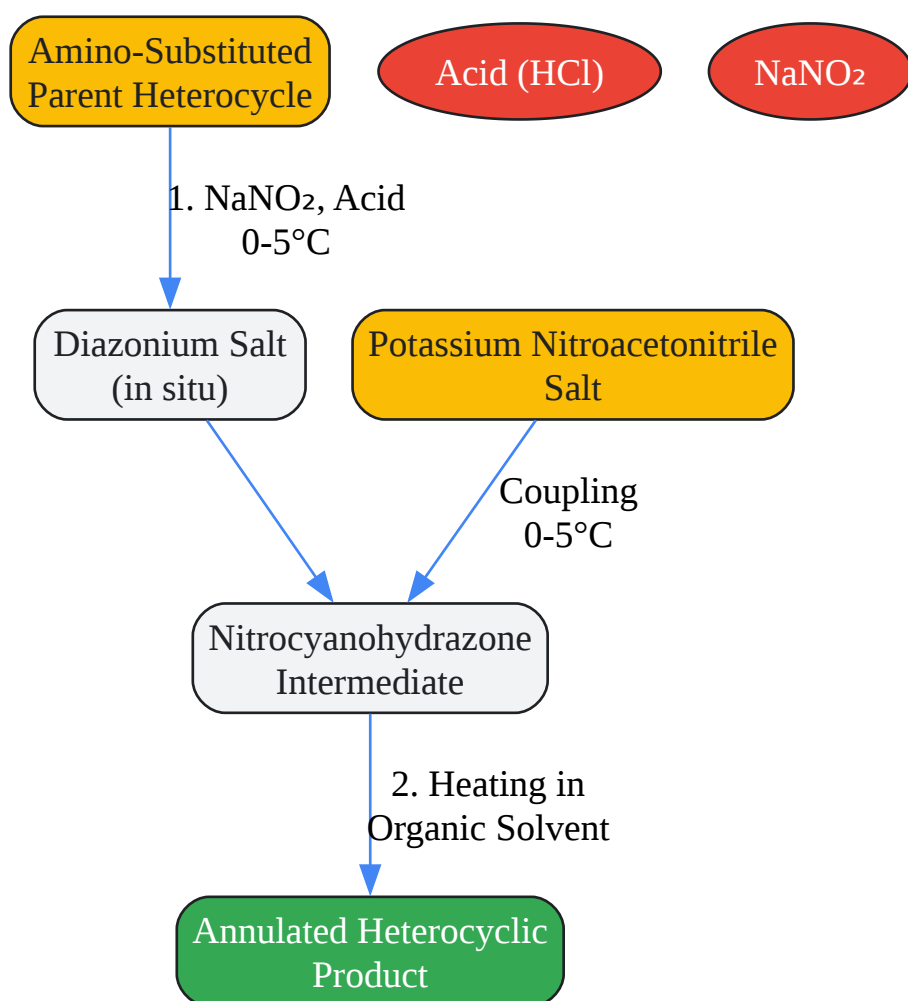 Amino-Substituted
Parent Heterocycle
Acid (HCl)
NaNO₂
1. NaNO₂, Acid
0-5°C
Diazonium Salt
(in situ)
Potassium Nitroacetonitrile
Salt
Coupling
0-5°C
Nitrocyanohydrazone
Intermediate
2. Heating in
Organic Solvent
Annulated Heterocyclic
Product